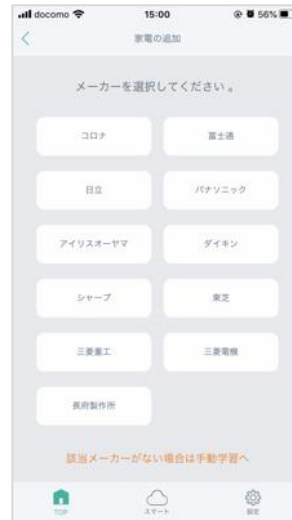 docomo 15:00 56%
家電の追加
メーカーを選択してください。
コロナ 富士通
日立 パナソニック
アイリスオーヤマ ダイキン
シャープ 東芝
三菱重工 三菱電機
長府製作所
該当メーカーがない場合は手動学習へ
TOP スマート 設定